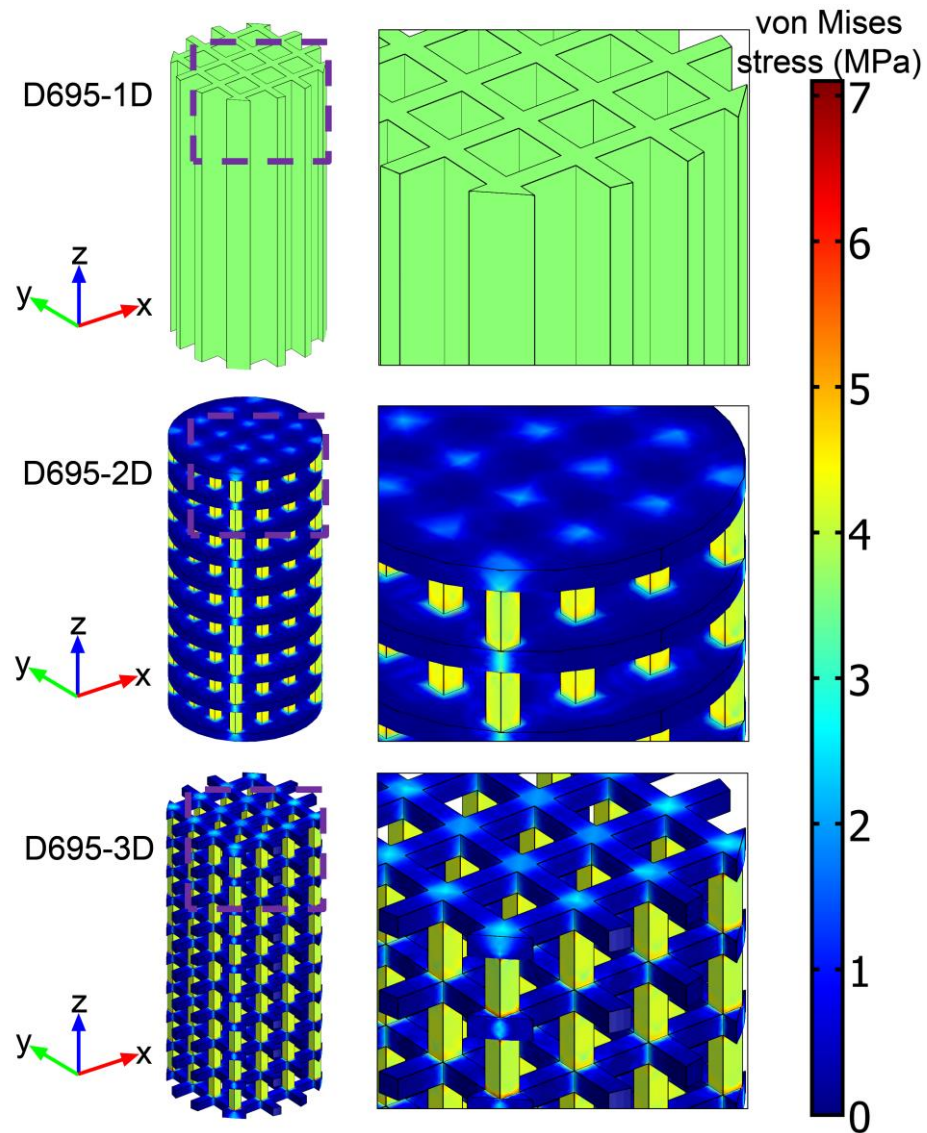 von Mises
stress (MPa)
D695-1D
7
6
5
4
3
2
1
0
z
y
x
D695-2D
z
y
x
D695-3D
z
y
x